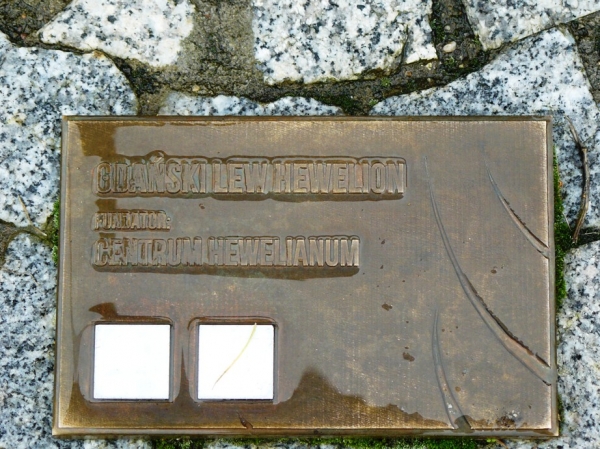 GDAŃSKI LEW HEWELION
FUNDATOR:
CENTRUM HEWELIANUM